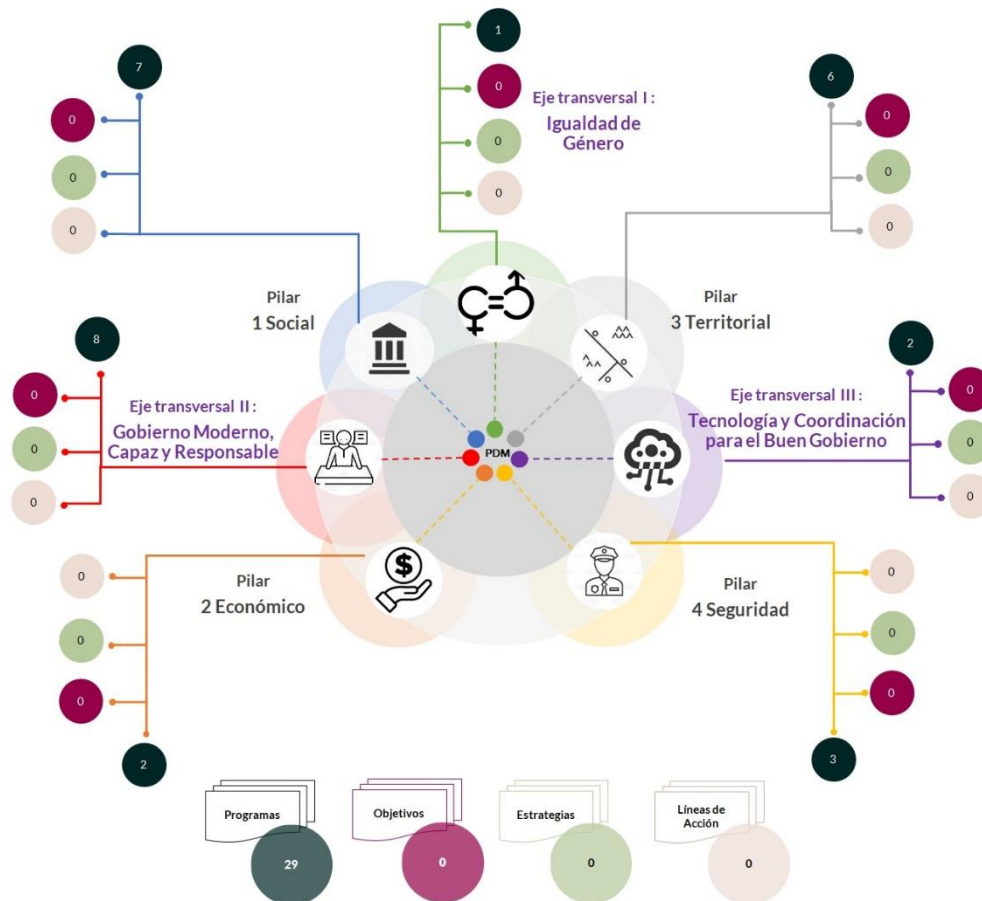 1
7
6
0
0
0
Eje transversal I :
Igualdad de
Género
0
0
0
0
0
0
Pilar
1 Social
Pilar
3 Territorial
8
2
0
0
Eje transversal II :
Gobierno Moderno,
Capaz y Responsable
Eje transversal III :
Tecnología y Coordinación
para el Buen Gobierno
0
0
PDM
0
0
Pilar
2 Económico
Pilar
4 Seguridad
0
0
0
0
0
0
2
3
Programas
29
Objetivos
0
Estrategias
0
Líneas de
Acción
0